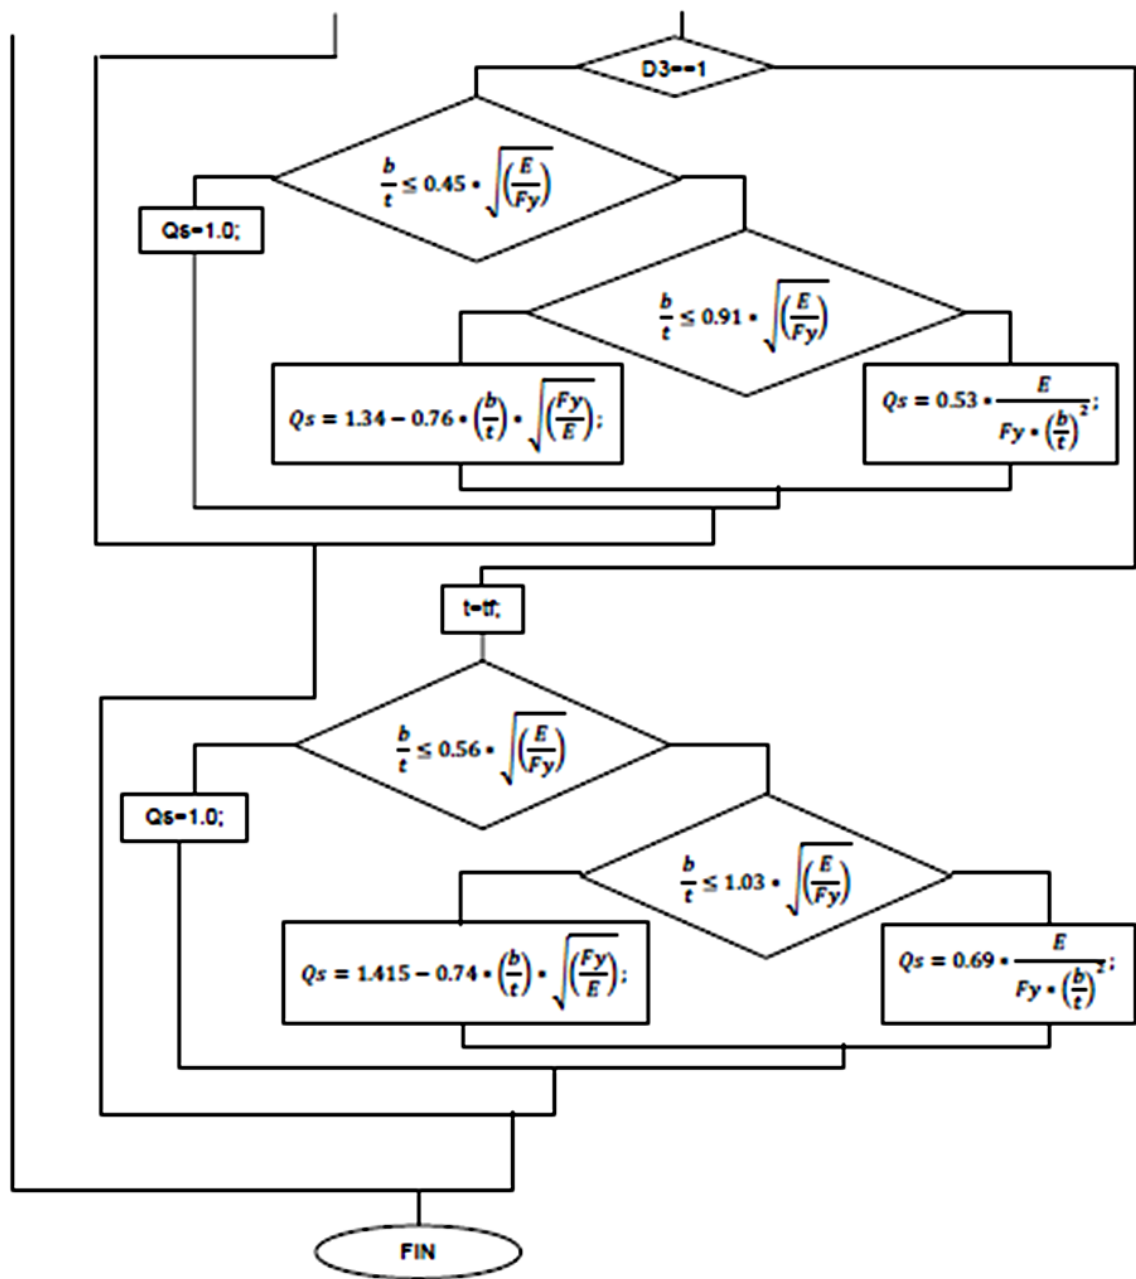 D3==1
b/t ≤ 0.45 • √(E/Fy)
Qs=1.0;
b/t ≤ 0.91 • √(E/Fy)
Qs = 1.34 − 0.76 • (b/t) • √(Fy/E);
Qs = 0.53 • E/(Fy • (b/t)²);
t=tf;
b/t ≤ 0.56 • √(E/Fy)
Qs=1.0;
b/t ≤ 1.03 • √(E/Fy)
Qs = 1.415 − 0.74 • (b/t) • √(Fy/E);
Qs = 0.69 • E/(Fy • (b/t)²);
FIN